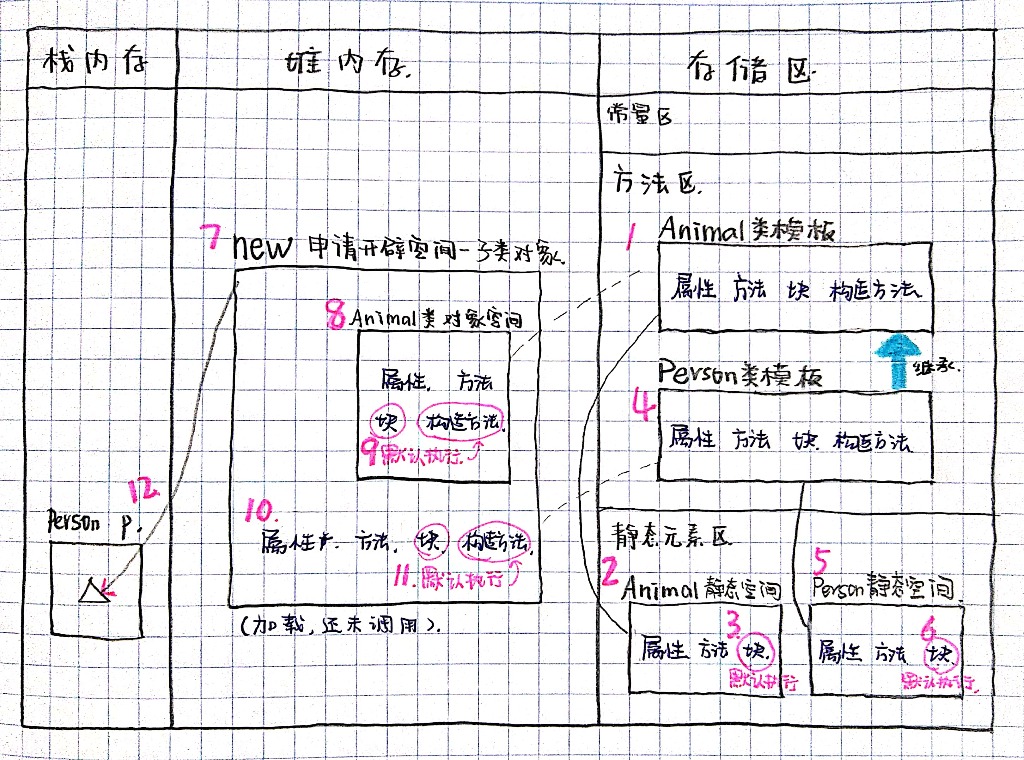 栈内存
堆内存.
存储区.
常量区
方法区.
1 Animal类模板
属性 方法 块 构造方法
继承.
4 Person类模板
属性 方法 块 构造方法
7 new 申请开辟空间-子类对象.
8 Animal类对象空间
属性. 方法
块 构造方法.
9 默认执行.
10.
属性 方法. 块. 构造方法.
11. 默认执行
(加载,还未调用).
12.
Person p.
静态元素区
2 Animal静态空间
属性 方法 3. 块.
默认执行
5 Person静态空间.
属性 方法 6. 块.
默认执行.